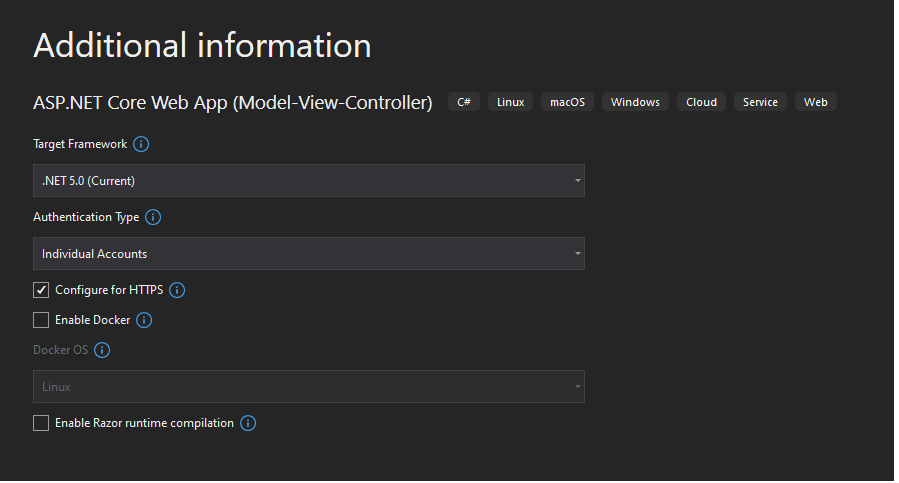 Additional information
ASP.NET Core Web App (Model-View-Controller) C# Linux macOS Windows Cloud Service Web
Target Framework
.NET 5.0 (Current)
Authentication Type
Individual Accounts
Configure for HTTPS
Enable Docker
Docker OS
Linux
Enable Razor runtime compilation